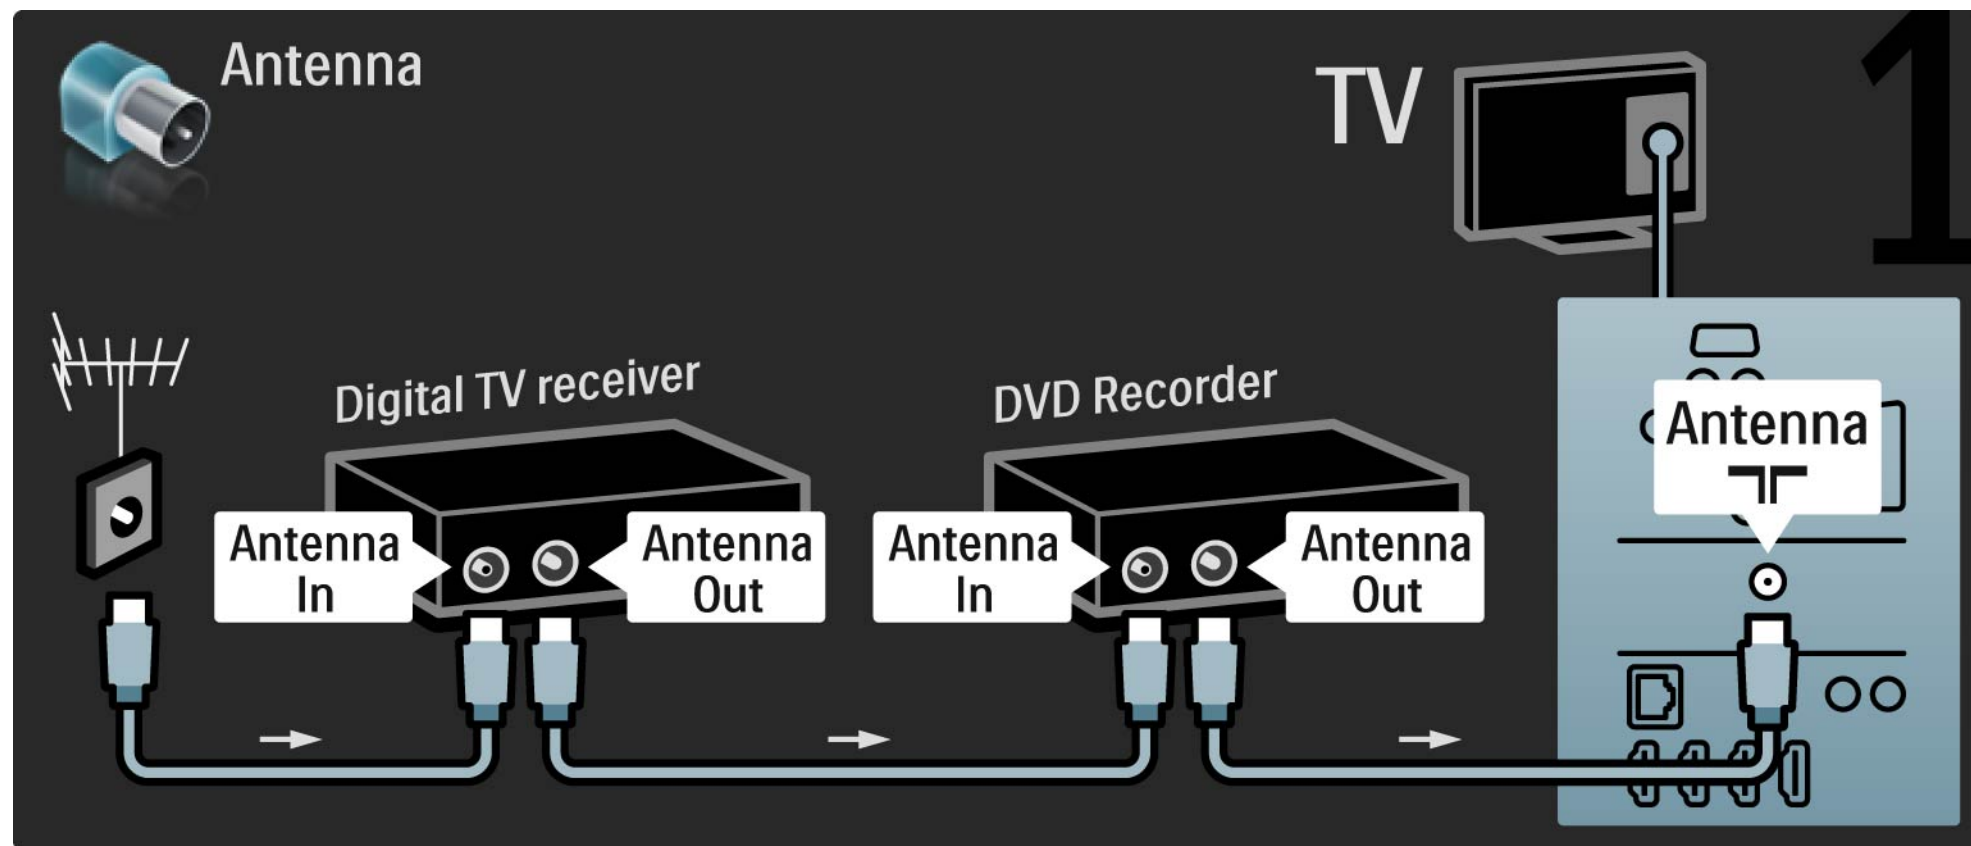 Antenna
TV
1
Digital TV receiver
DVD Recorder
Antenna
Antenna
In
Antenna
Out
Antenna
In
Antenna
Out